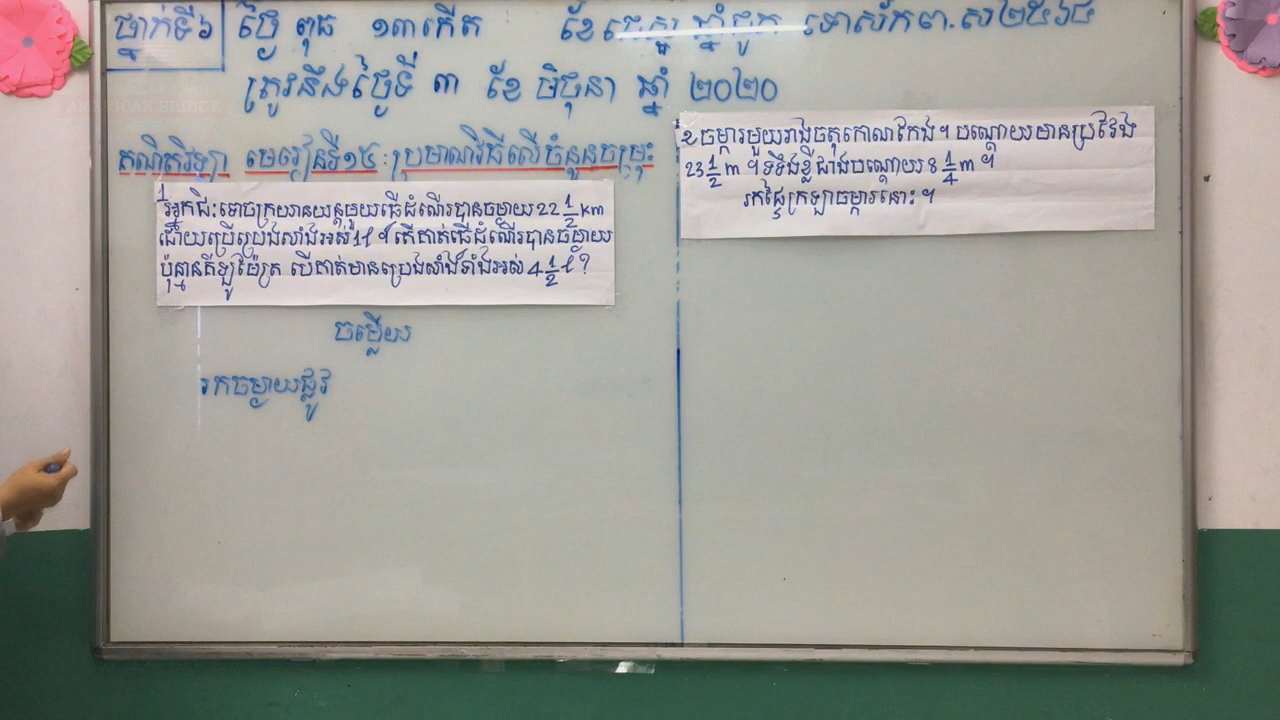 ថ្នាក់ទី៦
ថ្ងៃ ពុធ ១៣កើត ខែ ជេស្ឋ ឆ្នាំជូត ទោស័ក ព.ស ២៥៦៤
ត្រូវនឹងថ្ងៃទី ៣ ខែ មិថុនា ឆ្នាំ ២០២០
គណិតវិទ្យា មេរៀនទី១៤ : ប្រមាណវិធីលើចំនួនចម្រុះ
1 អ្នកជិះទោចក្រយានយន្តមួយធ្វើដំណើរបានចម្ងាយ 22 1/2 km
ដោយប្រើប្រេងសាំងអស់ 1l ។ តើគាត់ធ្វើដំណើរបានចម្ងាយ
ប៉ុន្មានគីឡូម៉ែត្រ បើគាត់មានប្រេងសាំងទាំងអស់ 4 1/2 l ?
ចម្លើយ
រកចម្ងាយផ្លូវ
២ ចម្ការមួយរាងចតុកោណកែង ។ បណ្ដោយមានប្រវែង
23 1/2 m ។ ទទឹងខ្លីជាងបណ្ដោយ 8 1/4 m ។
រកផ្ទៃក្រឡាចម្ការនោះ ។